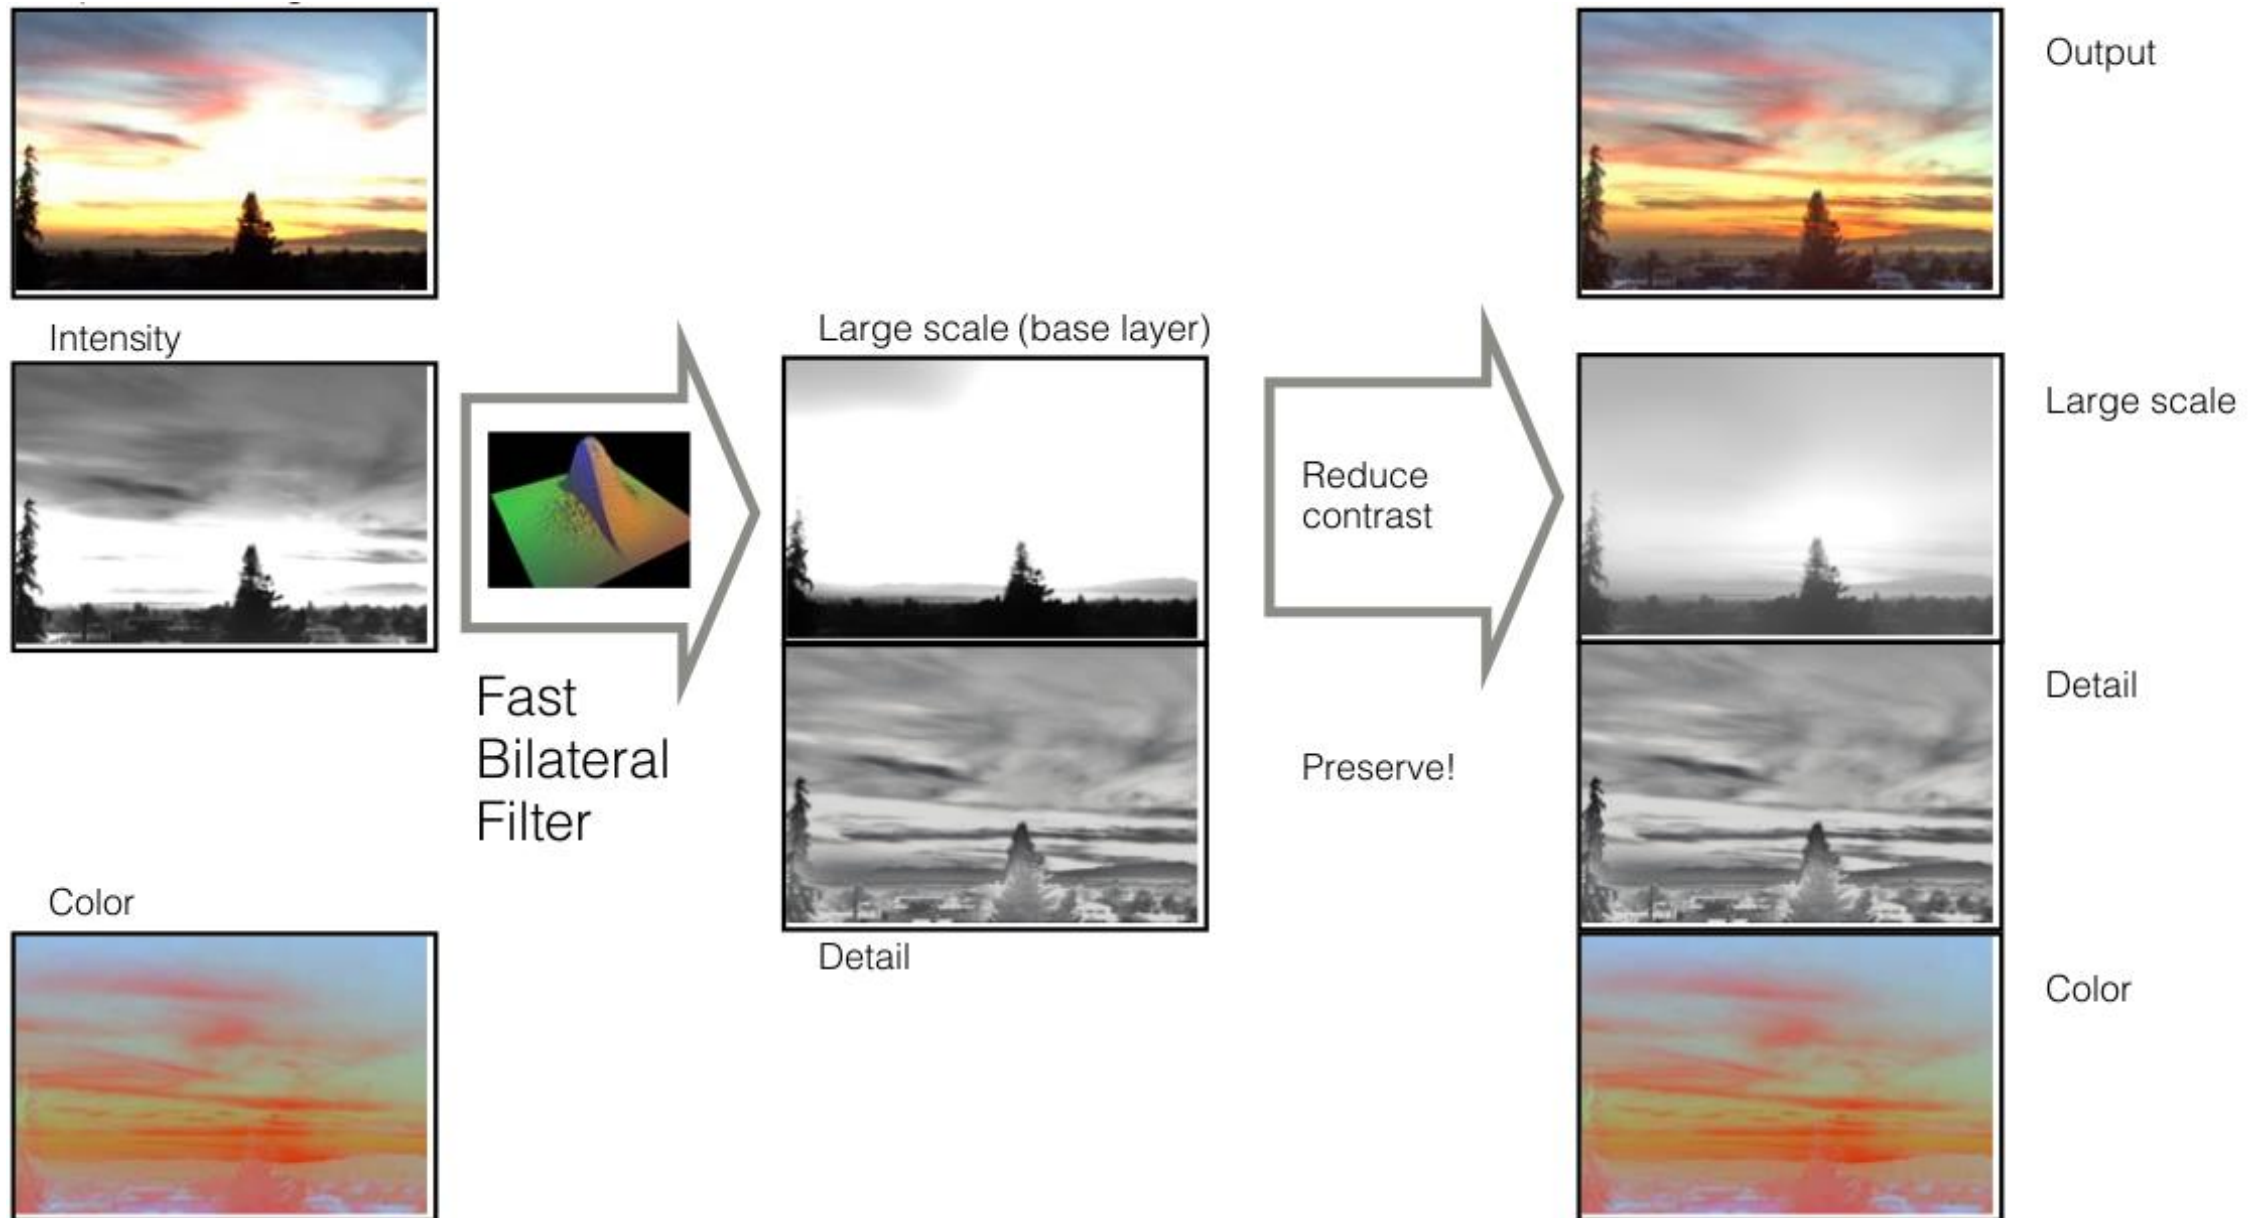 Output
Intensity
Large scale (base layer)
Large scale
Reduce
contrast
Fast
Bilateral
Filter
Detail
Preserve!
Color
Detail
Color